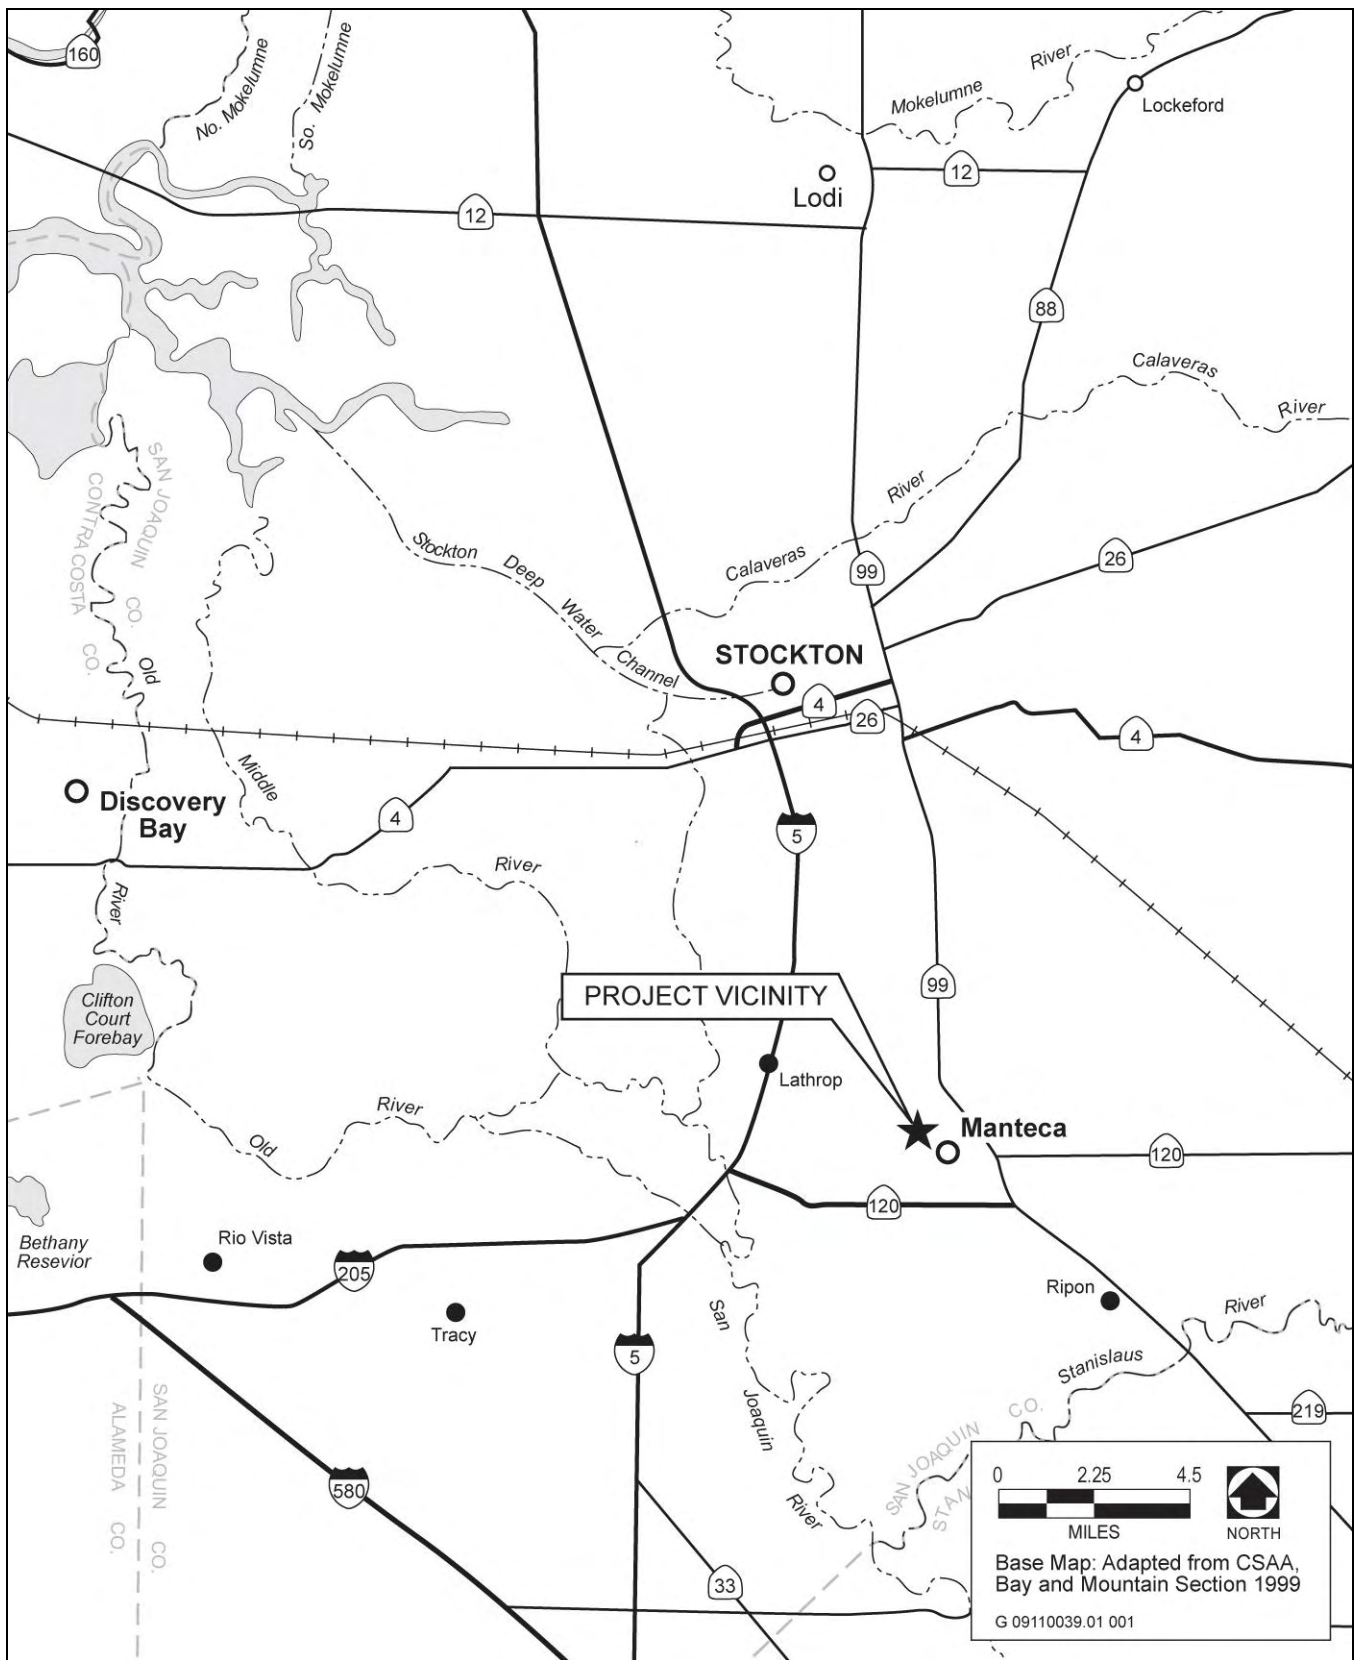 160
No. Mokelumne
So. Mokelumne
Mokelumne
River
Lockeford
12
Lodi
12
88
Calaveras
River
SAN JOAQUIN CO.
CONTRA COSTA CO.
River
Calaveras
99
26
Stockton Deep Water Channel
STOCKTON
4
26
4
Old
Middle
Discovery
Bay
4
5
River
River
Clifton
Court
Forebay
PROJECT VICINITY
99
Lathrop
River
Old
Manteca
120
120
Bethany
Resevior
Rio Vista
205
Tracy
Ripon
River
Stanislaus
San
Joaquin
River
5
219
SAN JOAQUIN CO.
STAN
SAN JOAQUIN CO.
ALAMEDA CO.
580
33
0 2.25 4.5
MILES
NORTH
Base Map: Adapted from CSAA,
Bay and Mountain Section 1999
G 09110039.01 001